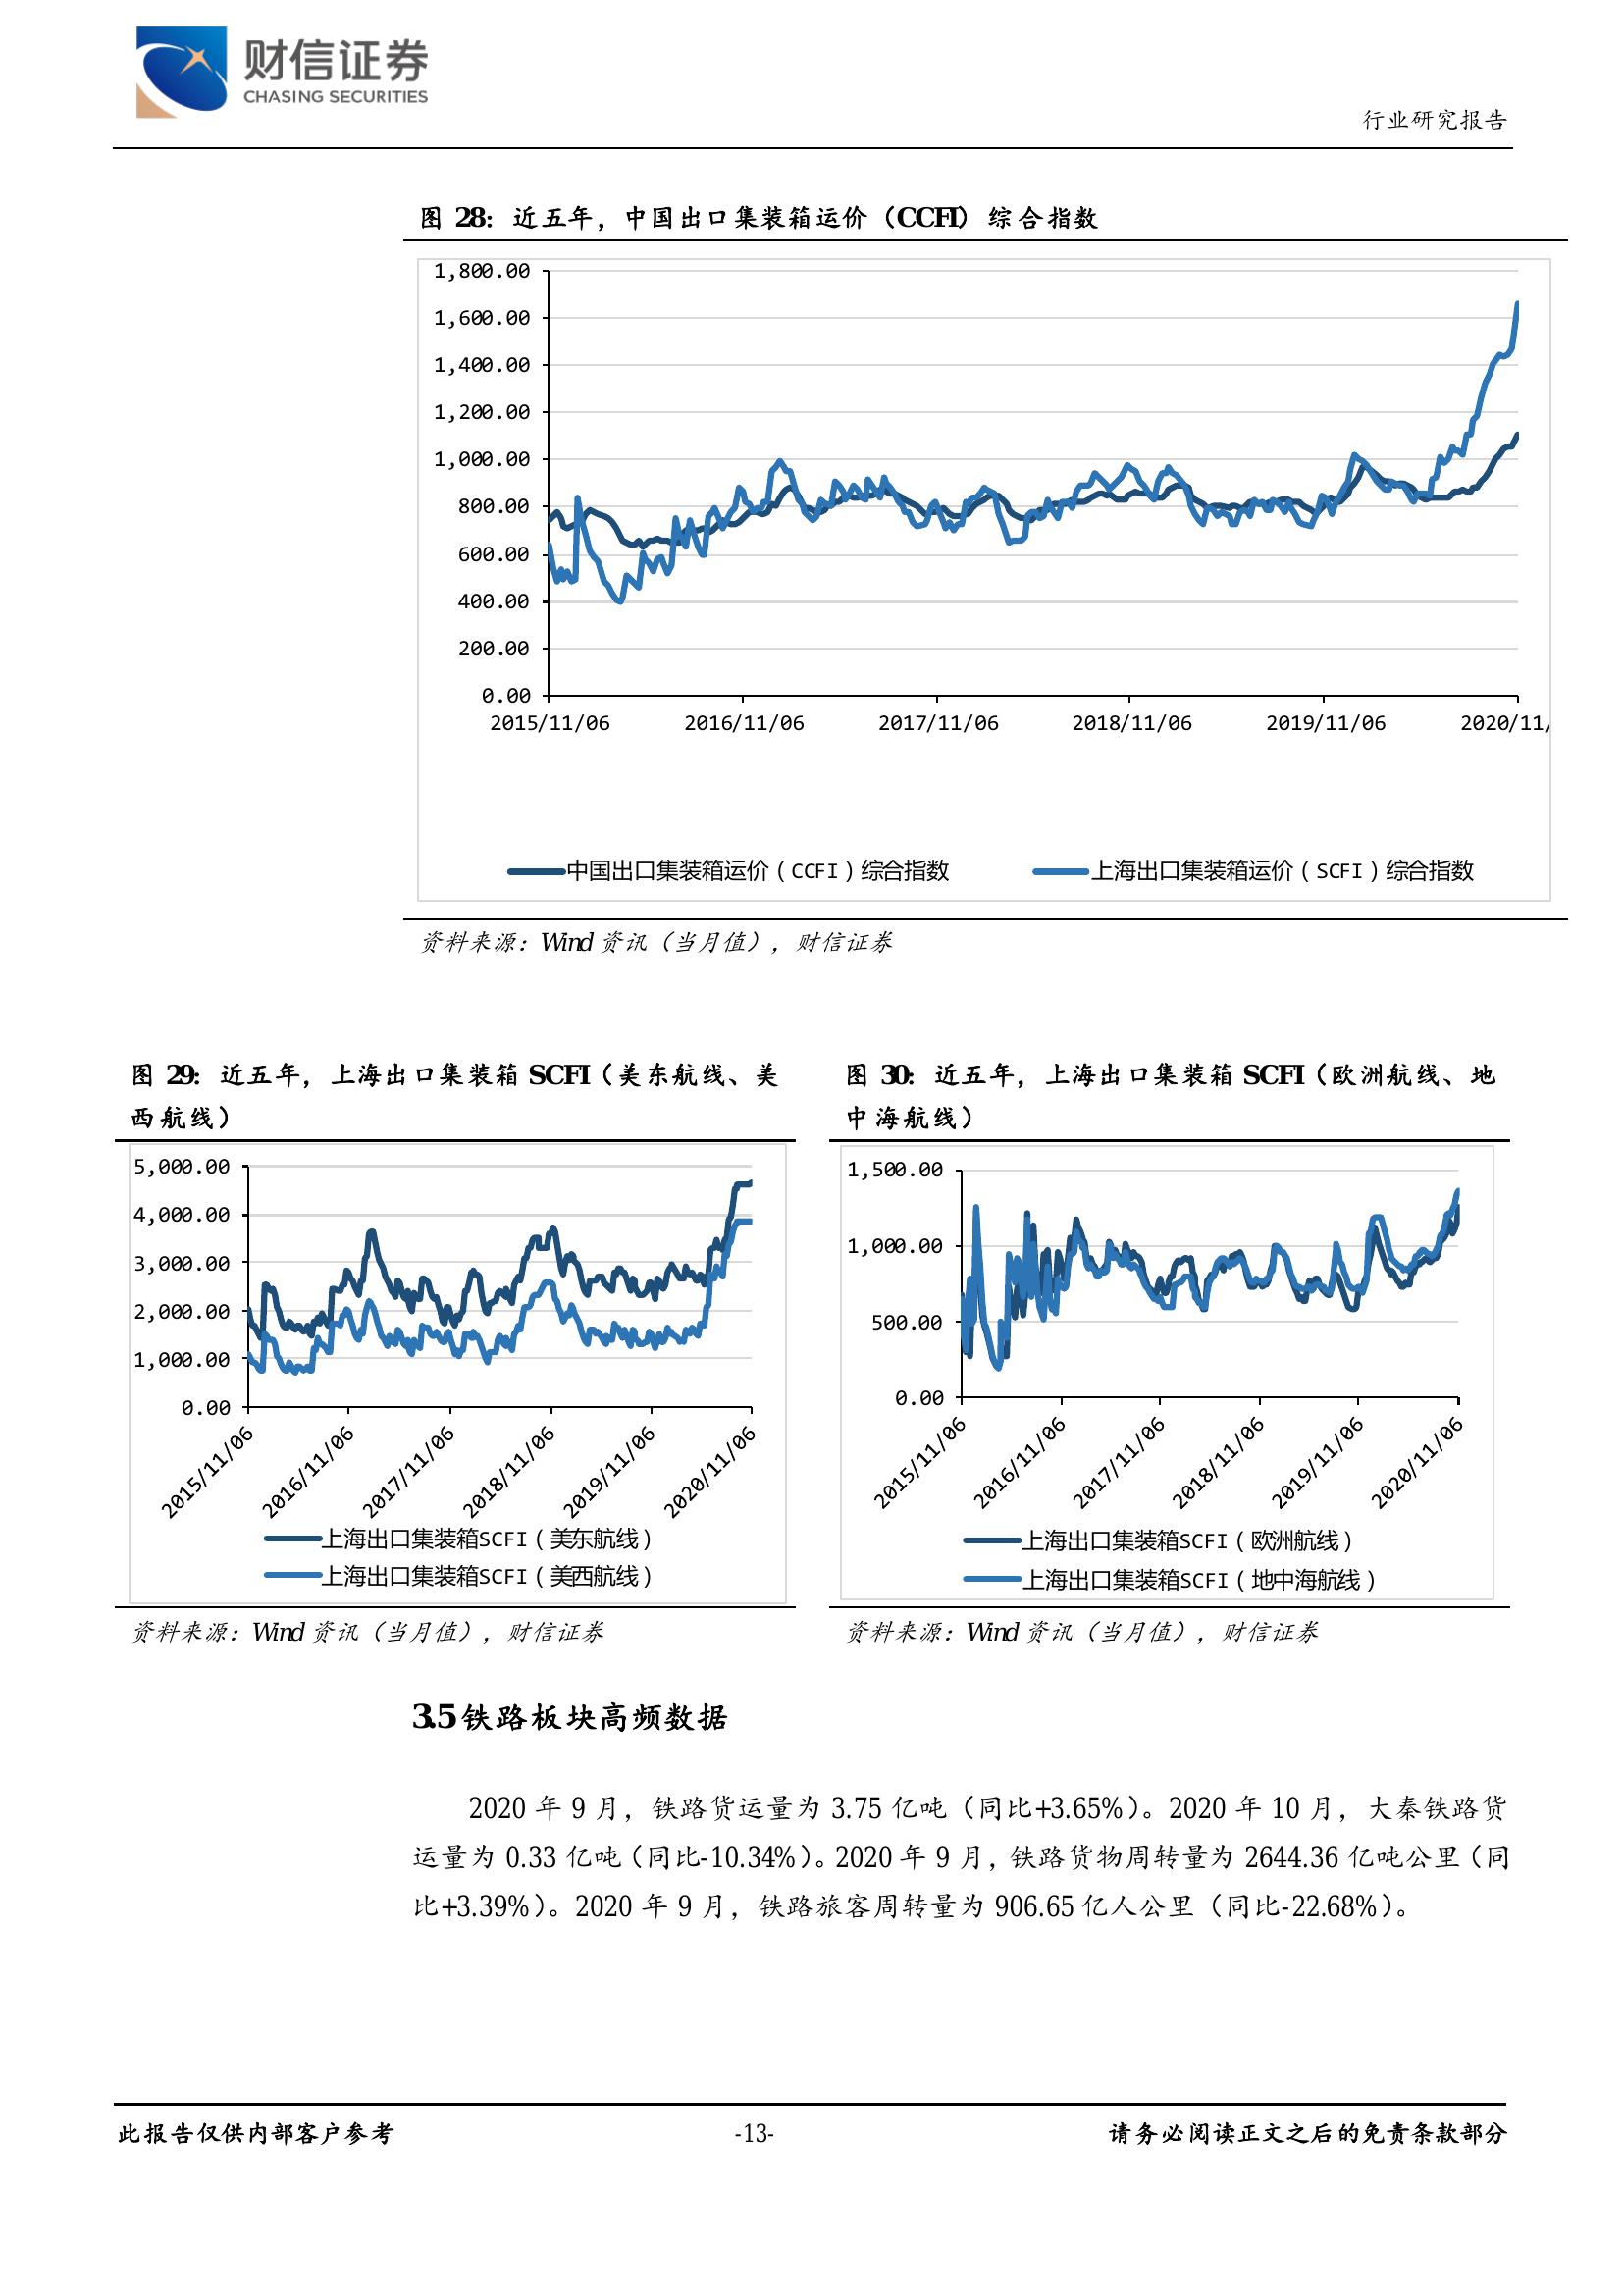 财信证券
CHASING SECURITIES
行业研究报告
图 28：近五年，中国出口集装箱运价（CCFI）综合指数
1,800.00
1,600.00
1,400.00
1,200.00
1,000.00
800.00
600.00
400.00
200.00
0.00
2015/11/06 2016/11/06 2017/11/06 2018/11/06 2019/11/06 2020/11/
中国出口集装箱运价（CCFI）综合指数 上海出口集装箱运价（SCFI）综合指数
资料来源：Wind 资讯（当月值），财信证券
图 29：近五年，上海出口集装箱 SCFI（美东航线、美
西航线）
5,000.00
4,000.00
3,000.00
2,000.00
1,000.00
0.00
2015/11/06 2016/11/06 2017/11/06 2018/11/06 2019/11/06 2020/11/06
上海出口集装箱SCFI（美东航线）
上海出口集装箱SCFI（美西航线）
资料来源：Wind 资讯（当月值），财信证券
图 30：近五年，上海出口集装箱 SCFI（欧洲航线、地
中海航线）
1,500.00
1,000.00
500.00
0.00
2015/11/06 2016/11/06 2017/11/06 2018/11/06 2019/11/06 2020/11/06
上海出口集装箱SCFI（欧洲航线）
上海出口集装箱SCFI（地中海航线）
资料来源：Wind 资讯（当月值），财信证券
3.5 铁路板块高频数据
2020 年 9 月，铁路货运量为 3.75 亿吨（同比+3.65%）。2020 年 10 月，大秦铁路货
运量为 0.33 亿吨（同比-10.34%）。2020 年 9 月，铁路货物周转量为 2644.36 亿吨公里（同
比+3.39%）。2020 年 9 月，铁路旅客周转量为 906.65 亿人公里（同比-22.68%）。
此报告仅供内部客户参考 -13- 请务必阅读正文之后的免责条款部分